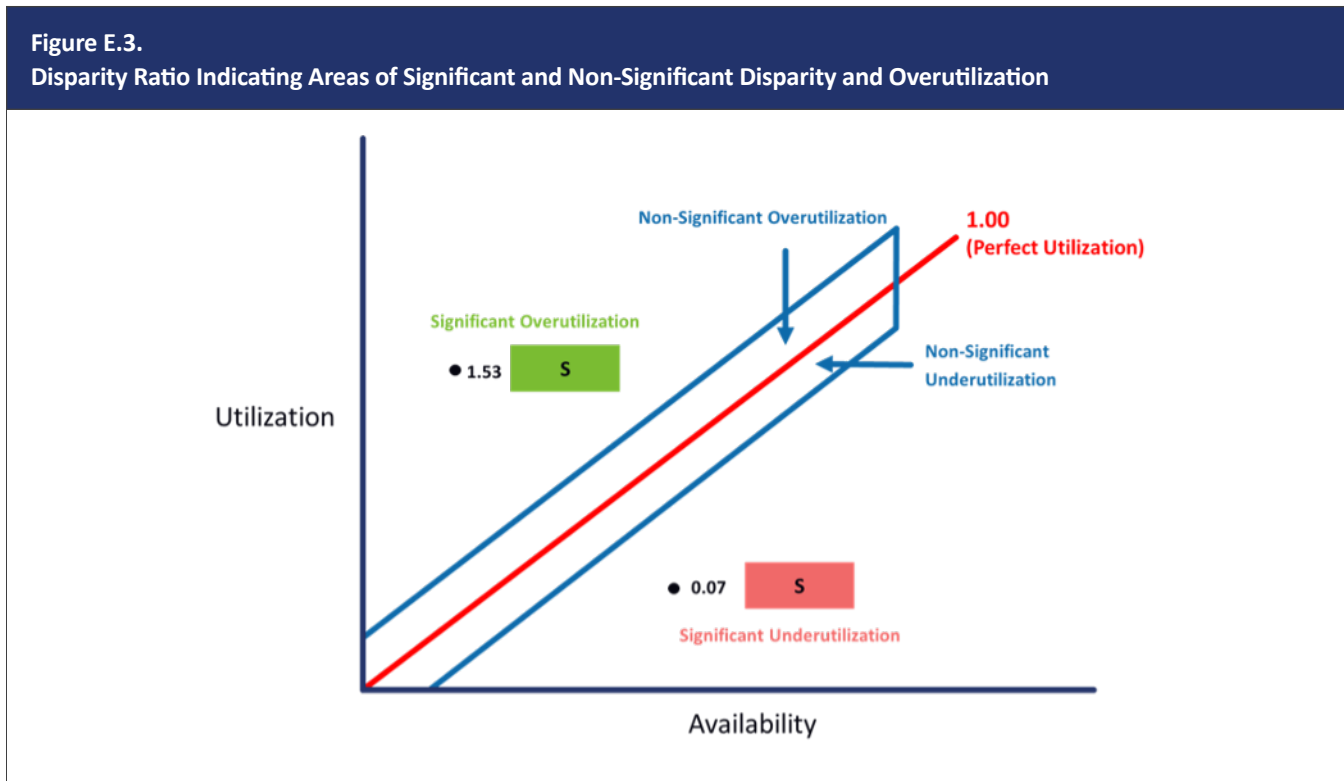 Figure E.3.
Disparity Ratio Indicating Areas of Significant and Non-Significant Disparity and Overutilization
Non-Significant Overutilization
1.00
(Perfect Utilization)
Significant Overutilization
1.53
S
Non-Significant
Underutilization
Utilization
0.07
S
Significant Underutilization
Availability